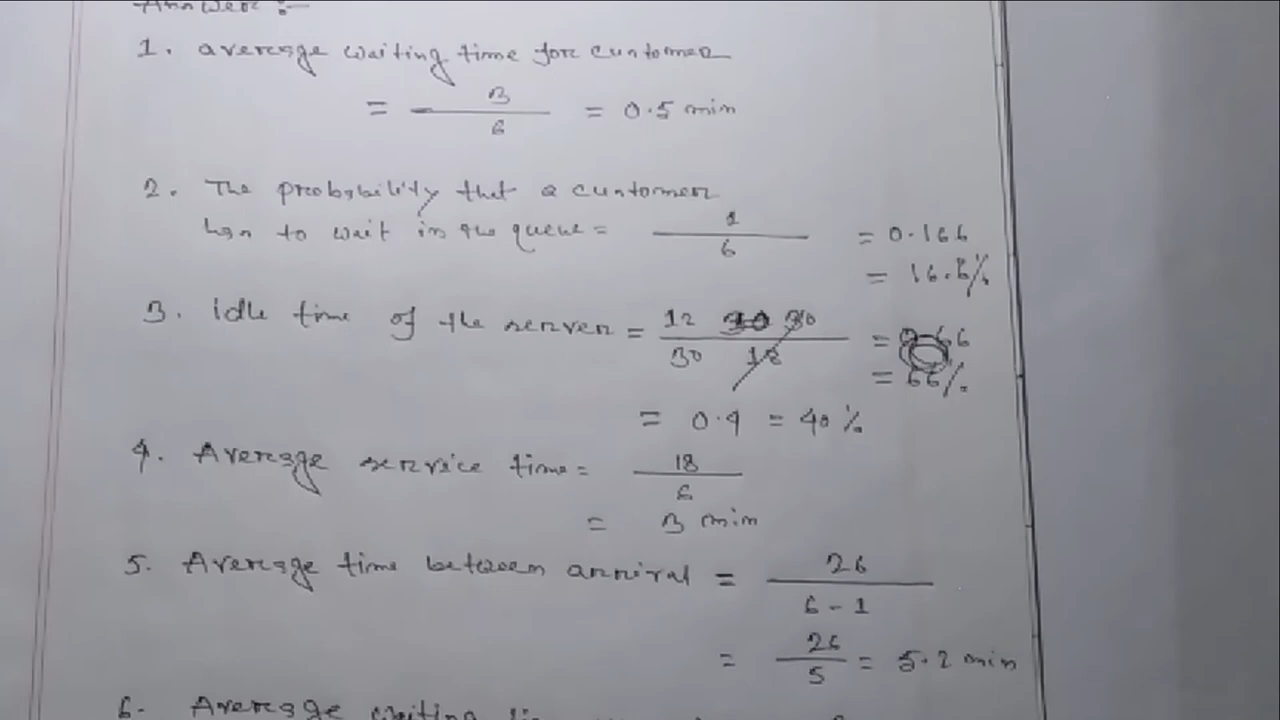 Answer :-
1. average waiting time for customer
= 3/6 = 0.5 min
2. The probability that a customer
has to wait in the queue = 1/6 = 0.166
= 16.6%
3. idle time of the server = 12/30
= 66%.
= 0.4 = 40%
4. Average service time = 18/6
= 3 min
5. Average time between arrival = 26/6-1
= 26/5 = 5.2 min
6. Average waiting